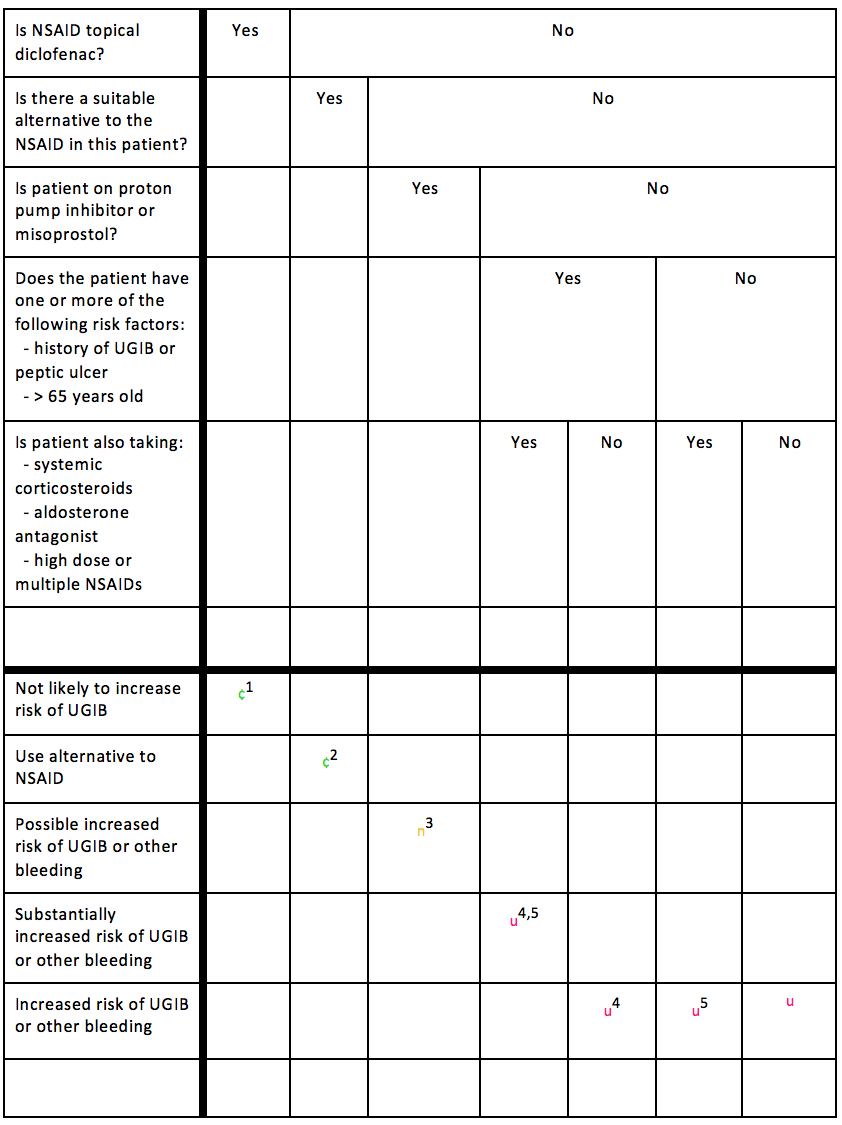 Is NSAID topical
diclofenac?
Yes
No
Is there a suitable
alternative to the
NSAID in this patient?
Yes
No
Is patient on proton
pump inhibitor or
misoprostol?
Yes
No
Does the patient have
one or more of the
following risk factors:
- history of UGIB or
peptic ulcer
- > 65 years old
Yes
No
Is patient also taking:
- systemic
corticosteroids
- aldosterone
antagonist
- high dose or
multiple NSAIDs
Yes
No
Yes
No
Not likely to increase
risk of UGIB
¢1
Use alternative to
NSAID
¢2
Possible increased
risk of UGIB or other
bleeding
n3
Substantially
increased risk of UGIB
or other bleeding
u4,5
Increased risk of UGIB
or other bleeding
u4
u5
u